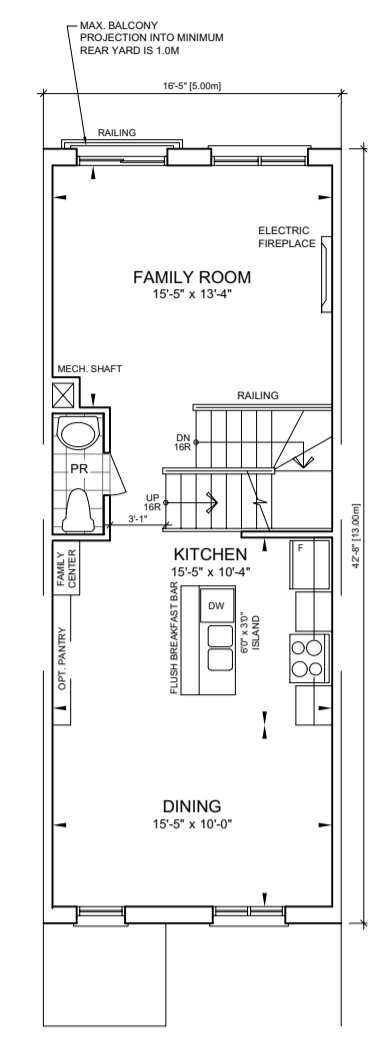 MAX. BALCONY
PROJECTION INTO MINIMUM
REAR YARD IS 1.0M
16'-5" [5.00m]
RAILING
ELECTRIC
FIREPLACE
FAMILY ROOM
15'-5" x 13'-4"
MECH. SHAFT
RAILING
DN
16R
PR
UP
16R
3'-1"
42'-8" [13.00m]
KITCHEN
15'-5" x 10'-4"
F
FAMILY
CENTER
OPT. PANTRY
FLUSH BREAKFAST BAR
DW
6'0" x 3'0"
ISLAND
DINING
15'-5" x 10'-0"